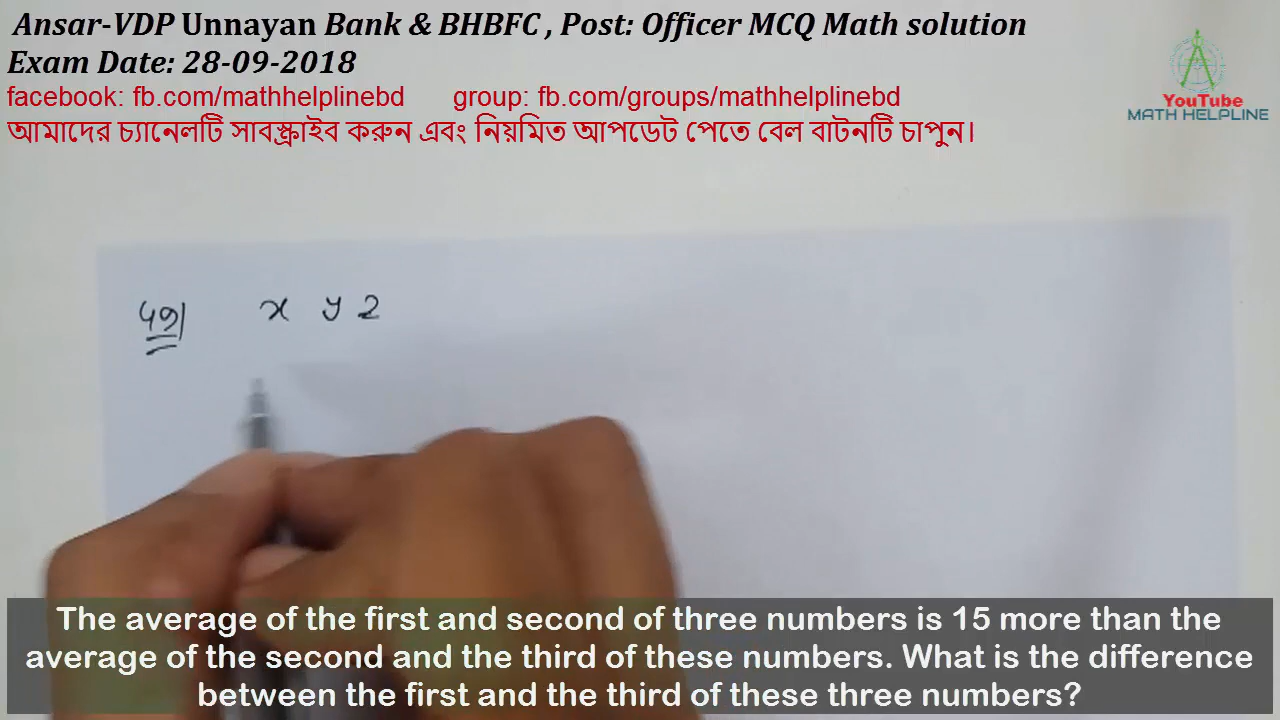 Ansar-VDP Unnayan Bank & BHBFC , Post: Officer MCQ Math solution
Exam Date: 28-09-2018
facebook: fb.com/mathhelplinebd group: fb.com/groups/mathhelplinebd
আমাদের চ্যানেলটি সাবস্ক্রাইব করুন এবং নিয়মিত আপডেট পেতে বেল বাটনটি চাপুন।
YouTube
MATH HELPLINE
49|
x y z
The average of the first and second of three numbers is 15 more than the
average of the second and the third of these numbers. What is the difference
between the first and the third of these three numbers?